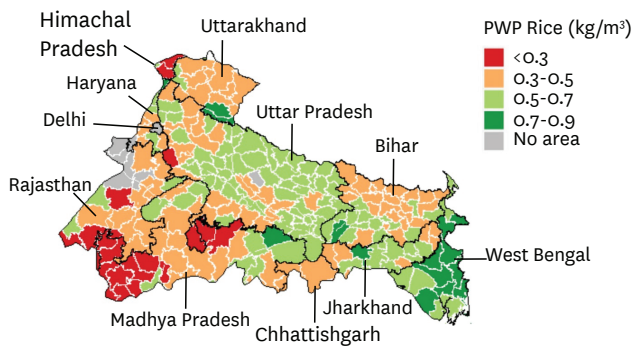 Himachal
Pradesh
Uttarakhand
Haryana
Delhi
Uttar Pradesh
Bihar
Rajasthan
West Bengal
Jharkhand
Madhya Pradesh
Chhattishgarh
PWP Rice (kg/m³)
<0.3
0.3-0.5
0.5-0.7
0.7-0.9
No area